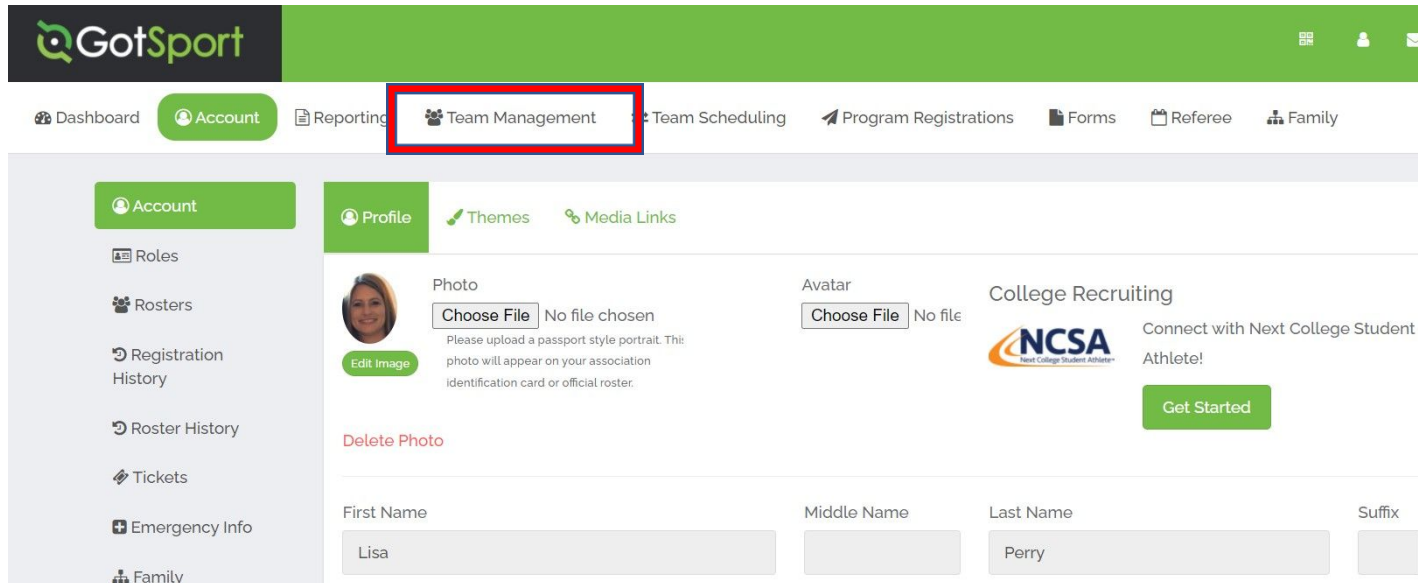 GotSport
Dashboard Account Reporting Team Management Team Scheduling Program Registrations Forms Referee Family
Account
Roles
Rosters
Registration
History
Roster History
Tickets
Emergency Info
Family
Profile Themes Media Links
Photo
Choose File No file chosen
Please upload a passport style portrait. This
photo will appear on your association
identification card or official roster.
Edit Image
Delete Photo
Avatar
Choose File No file
College Recruiting
NCSA
Next College Student Athlete
Connect with Next College Student
Athlete!
Get Started
First Name Middle Name Last Name Suffix
Lisa Perry